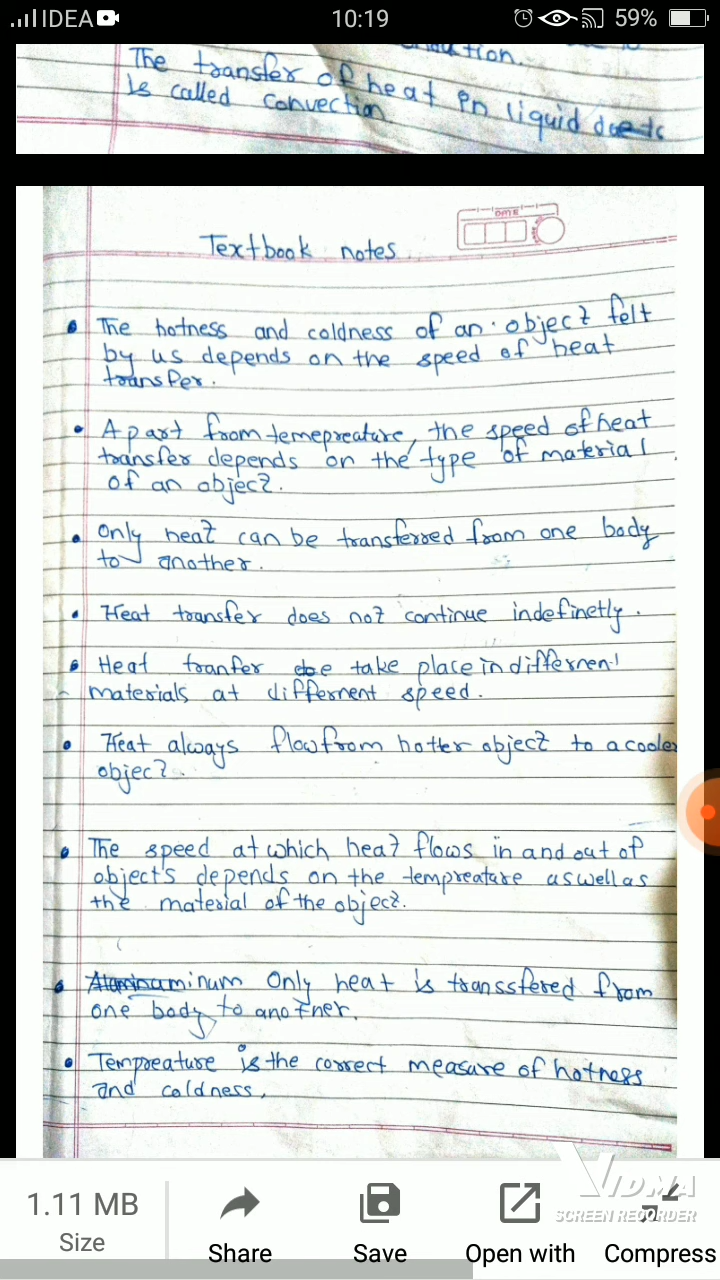 IDEA
10:19
59%
The transfer of heat in liquid due to
is called convection
Textbook notes
The hotness and coldness of an object felt
by us depends on the speed of heat
transfer.
Apart from temepreature, the speed of heat
transfer depends on the type of material
of an object.
Only heat can be transferred from one body
to another.
Heat transfer does not continue indefinetly.
Heat tranfer take place in differnent
materials at differnent speed.
Heat always flow from hotter object to a cooler
object.
The speed at which heat flows in and out of
object's depends on the tempreature as well as
the material of the object.
minum Only heat is transsfered from
one body to another.
Tempreature is the correct measure of hotness
and coldness.
1.11 MB
Size
Share
Save
Open with
Compress
VIDMA
SCREEN RECORDER